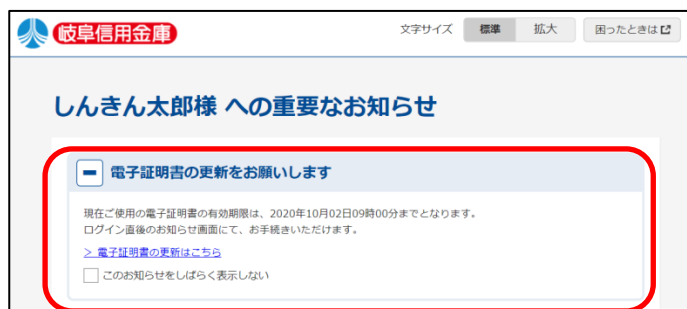 岐阜信用金庫
文字サイズ 標準 拡大 困ったときは
しんきん太郎様 への重要なお知らせ
電子証明書の更新をお願いします
現在ご使用の電子証明書の有効期限は、2020年10月02日09時00分までとなります。
ログイン直後のお知らせ画面にて、お手続きいただけます。
> 電子証明書の更新はこちら
このお知らせをしばらく表示しない